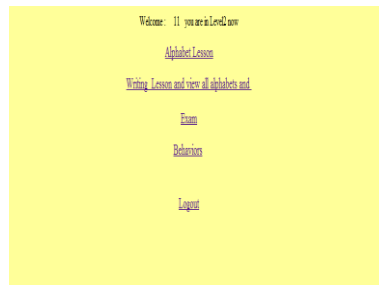 Welcome : 11 you are in Level2 now
Alphabet Lesson
Writing Lesson and view all alphabets and
Exam
Behaviors
Logout